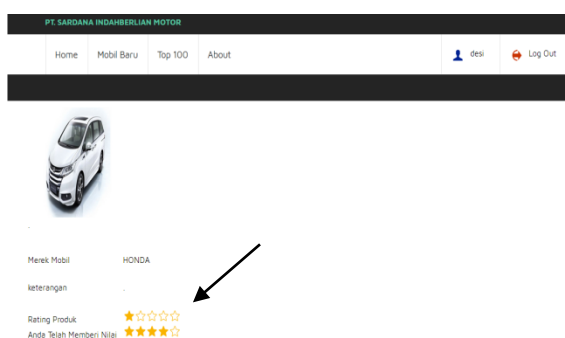 PT. SARDANA INDAHBERLIAN MOTOR
Home Mobil Baru Top 100 About desi Log Out
.
Merek Mobil HONDA
keterangan .
Rating Produk
Anda Telah Memberi Nilai